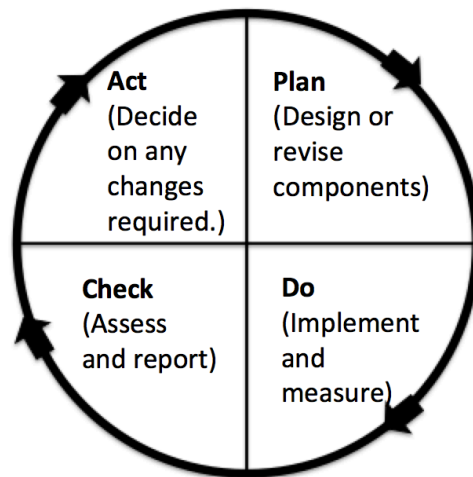 Act
(Decide
on any
changes
required.)
Plan
(Design or
revise
components)
Check
(Assess
and report)
Do
(Implement
and
measure)